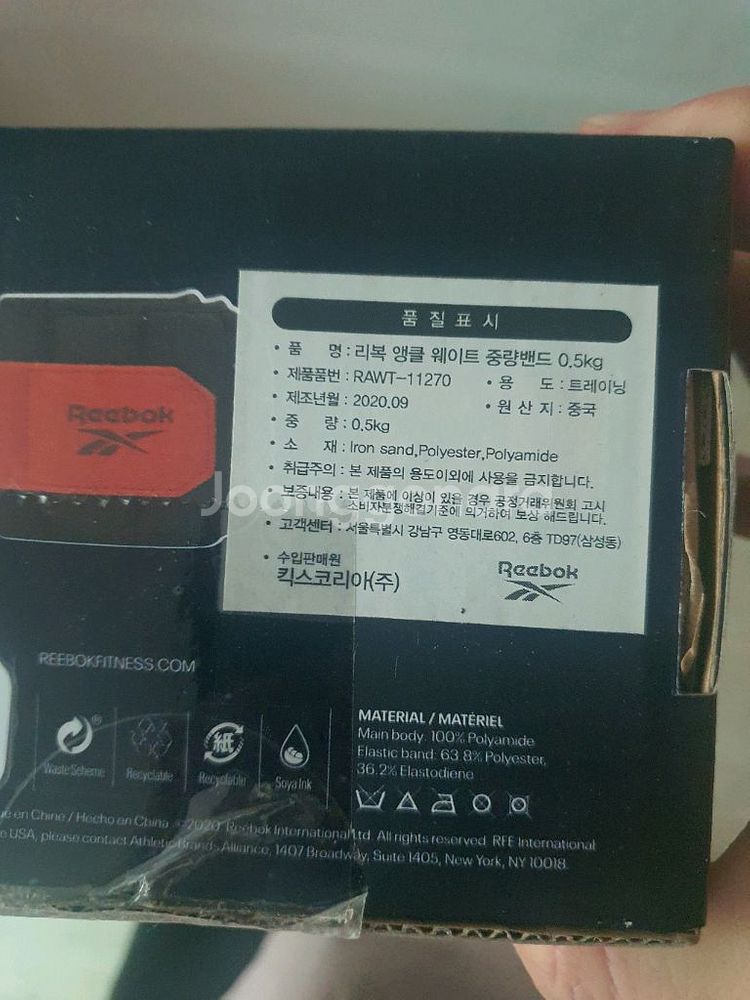 품 질 표 시
• 품 명 : 리복 앵클 웨이트 중량밴드 0.5kg
• 제품품번 : RAWT-11270 • 용 도 : 트레이닝
• 제조년월 : 2020.09 • 원 산 지 : 중국
• 중 량 : 0.5kg
• 소 재 : Iron sand,Polyester,Polyamide
• 취급주의 : 본 제품의 용도이외에 사용을 금지합니다.
• 보증내용 : 본 제품에 이상이 있을 경우 공정거래위원회 고시
소비자분쟁해결기준에 의거하여 보상 해드립니다.
• 고객센터 : 서울특별시 강남구 영동대로602, 6층 TD97(삼성동)
• 수입판매원
킥스코리아(주)
Reebok
Reebok
REEBOKFITNESS.COM
Waste Scheme
Recyclable
紙
Recyclable
Soya Ink
MATERIAL / MATÉRIEL
Main body: 100% Polyamide
Elastic band: 63.8% Polyester,
36.2% Elastodiene
en Chine / Hecho en China ©2020 Reebok International Ltd. All rights reserved. RFE International
USA, please contact Athletic Brands Alliance, 1407 Broadway, Suite 1405, New York, NY 10018.